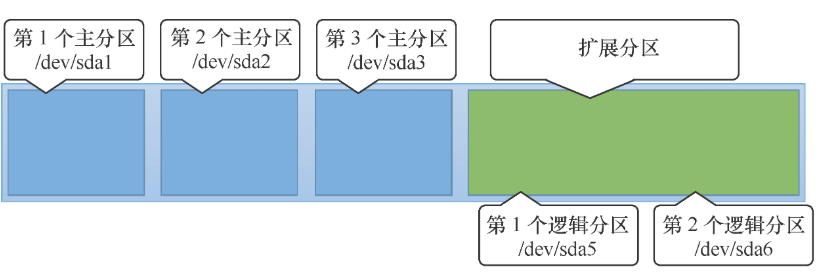 第 1 个主分区
/dev/sda1
第 2 个主分区
/dev/sda2
第 3 个主分区
/dev/sda3
扩展分区
第 1 个逻辑分区
/dev/sda5
第 2 个逻辑分区
/dev/sda6